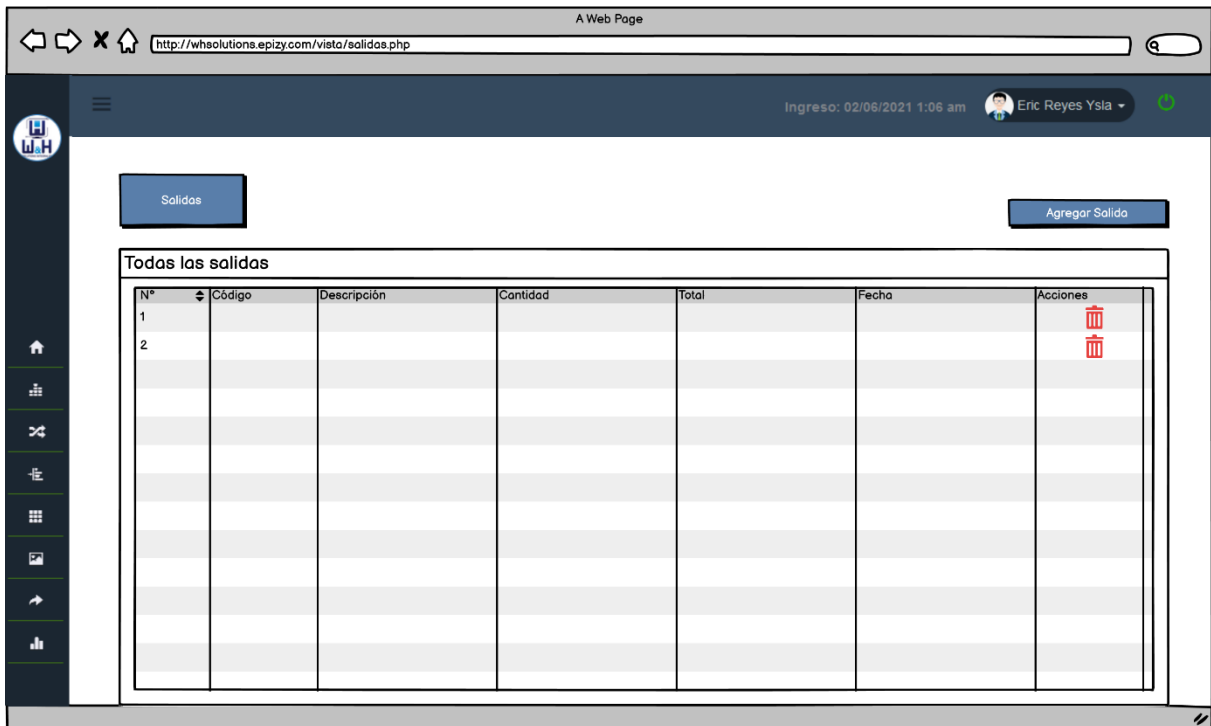 A Web Page
http://whsolutions.epizy.com/vista/salidas.php
Ingreso: 02/06/2021 1:06 am Eric Reyes Ysla
W&H
Salidas
Agregar Salida
Todas las salidas
N° Código Descripción Cantidad Total Fecha Acciones
1
2